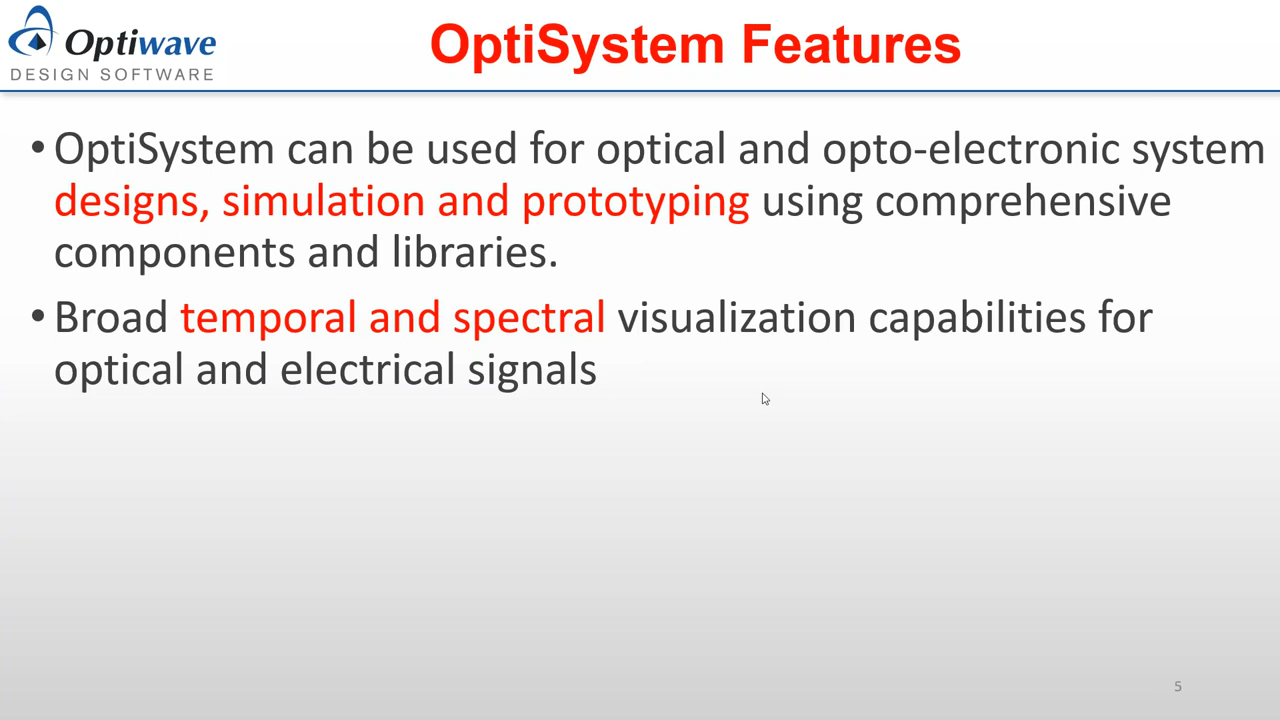 Optiwave
DESIGN SOFTWARE
OptiSystem Features
• OptiSystem can be used for optical and opto-electronic system
designs, simulation and prototyping using comprehensive
components and libraries.
• Broad temporal and spectral visualization capabilities for
optical and electrical signals
5